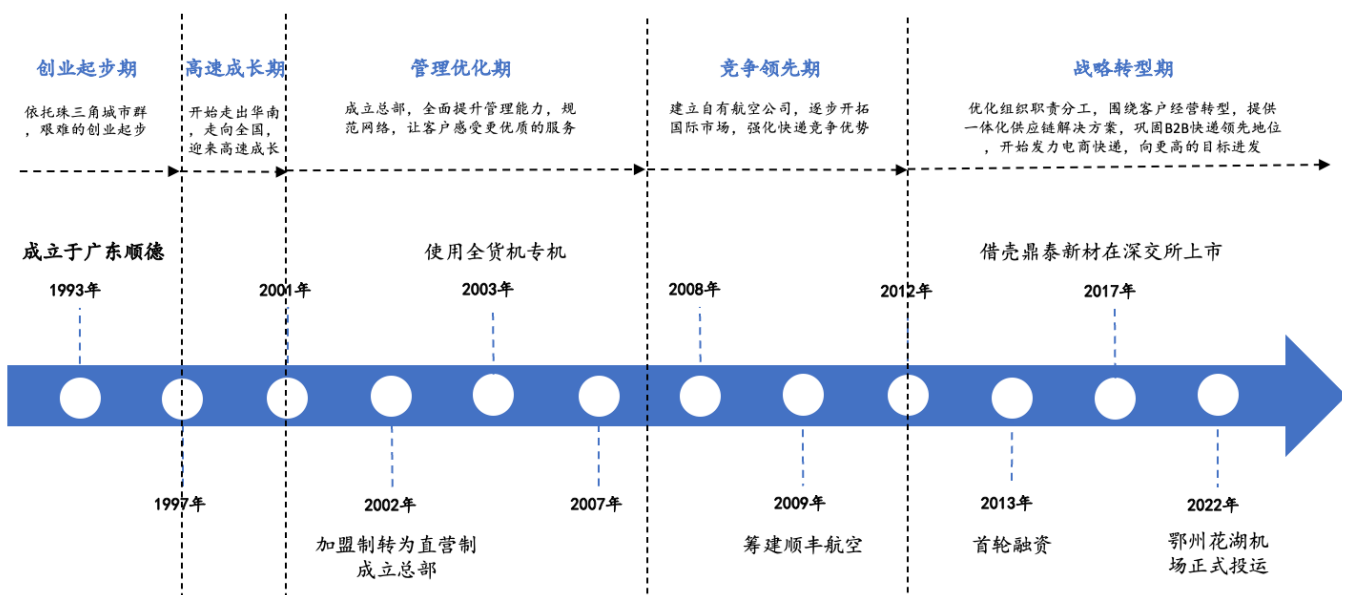 创业起步期
高速成长期
管理优化期
竞争领先期
战略转型期
依托珠三角城市群
，艰难的创业起步
开始走出华南
，走向全国，
迎来高速成长
成立总部，全面提升管理能力，规
范网络，让客户感受更优质的服务
建立自有航空公司，逐步开拓
国际市场，强化快递竞争优势
优化组织职责分工，围绕客户经营转型，提供
一体化供应链解决方案，巩固B2B快递领先地位
，开始发力电商快递，向更高的目标进发
成立于广东顺德
使用全货机专机
借壳鼎泰新材在深交所上市
1993年
2001年
2003年
2008年
2012年
2017年
1997年
2002年
2007年
2009年
2013年
2022年
加盟制转为直营制
成立总部
筹建顺丰航空
首轮融资
鄂州花湖机
场正式投运